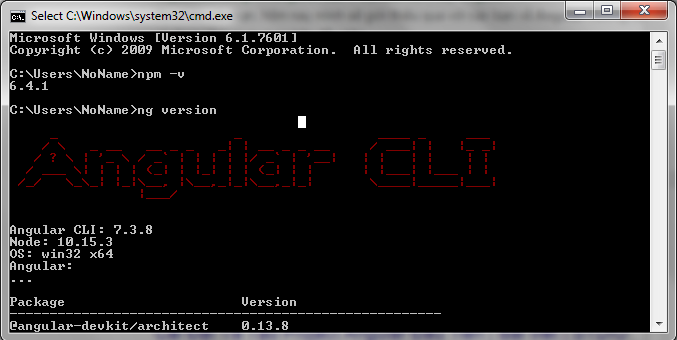 Select C:\Windows\system32\cmd.exe
Microsoft Windows [Version 6.1.7601]
Copyright (c) 2009 Microsoft Corporation.  All rights reserved.
C:\Users\NoName>npm -v
6.4.1
C:\Users\NoName>ng version
Angular CLI
Angular CLI: 7.3.8
Node: 10.15.3
OS: win32 x64
Angular:
...
Package                      Version
------------------------------------------------------
@angular-devkit/architect    0.13.8